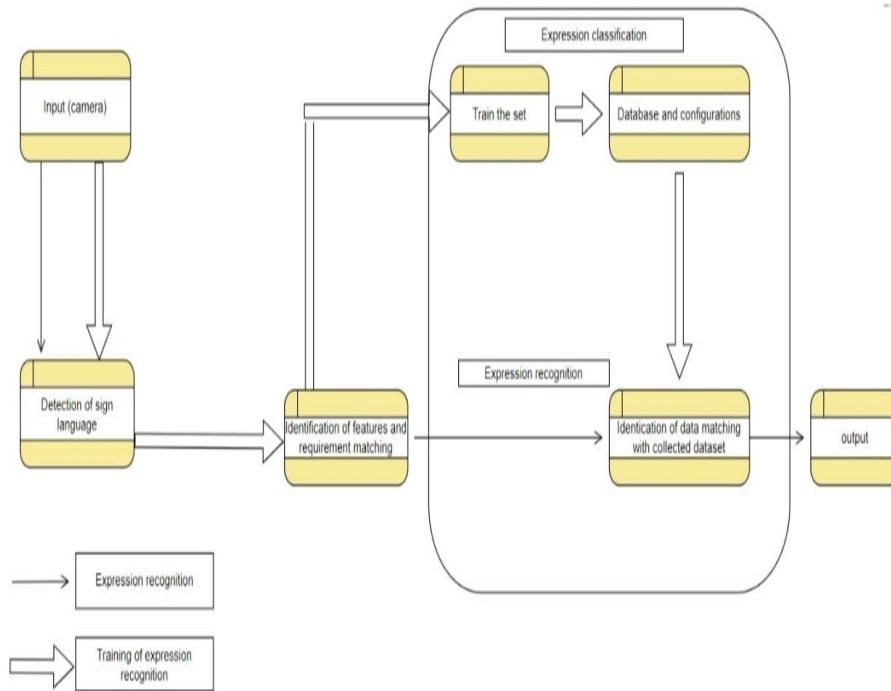 Expression classification
Input (camera)
Train the set
Database and configurations
Expression recognition
Detection of sign
language
Identification of features and
requirement matching
Identication of data matching
with collected dataset
output
Expression recognition
Training of expression
recognition